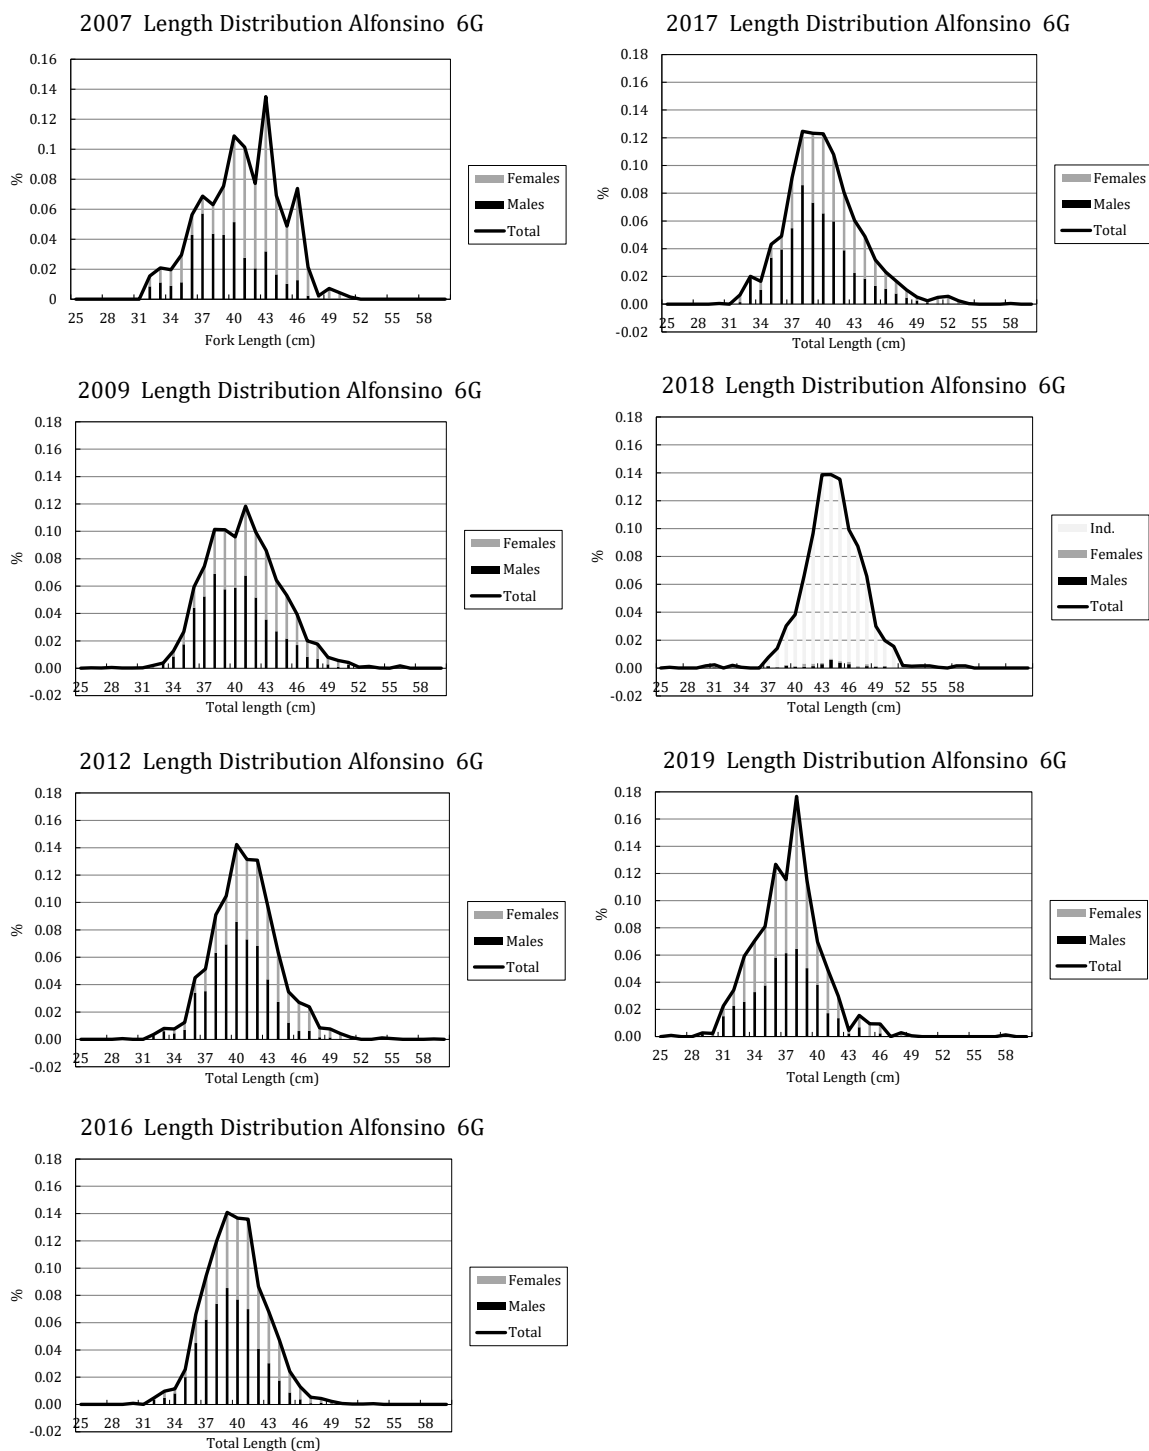 2007 Length Distribution Alfonsino 6G
0.16
0.14
0.12
0.1
0.08
0.06
0.04
0.02
0
%
25 28 31 34 37 40 43 46 49 52 55 58
Fork Length (cm)
Females
Males
Total
2009 Length Distribution Alfonsino 6G
0.18
0.16
0.14
0.12
0.10
0.08
0.06
0.04
0.02
0.00
-0.02
%
25 28 31 34 37 40 43 46 49 52 55 58
Total length (cm)
Females
Males
Total
2012 Length Distribution Alfonsino 6G
0.18
0.16
0.14
0.12
0.10
0.08
0.06
0.04
0.02
0.00
-0.02
%
25 28 31 34 37 40 43 46 49 52 55 58
Total Length (cm)
Females
Males
Total
2016 Length Distribution Alfonsino 6G
0.18
0.16
0.14
0.12
0.10
0.08
0.06
0.04
0.02
0.00
-0.02
%
25 28 31 34 37 40 43 46 49 52 55 58
Total Length (cm)
Females
Males
Total
2017 Length Distribution Alfonsino 6G
0.18
0.16
0.14
0.12
0.10
0.08
0.06
0.04
0.02
0.00
-0.02
%
25 28 31 34 37 40 43 46 49 52 55 58
Total Length (cm)
Females
Males
Total
2018 Length Distribution Alfonsino 6G
0.18
0.16
0.14
0.12
0.10
0.08
0.06
0.04
0.02
0.00
-0.02
%
25 28 31 34 37 40 43 46 49 52 55 58
Total Length (cm)
Ind.
Females
Males
Total
2019 Length Distribution Alfonsino 6G
0.18
0.16
0.14
0.12
0.10
0.08
0.06
0.04
0.02
0.00
-0.02
%
25 28 31 34 37 40 43 46 49 52 55 58
Total Length (cm)
Females
Males
Total